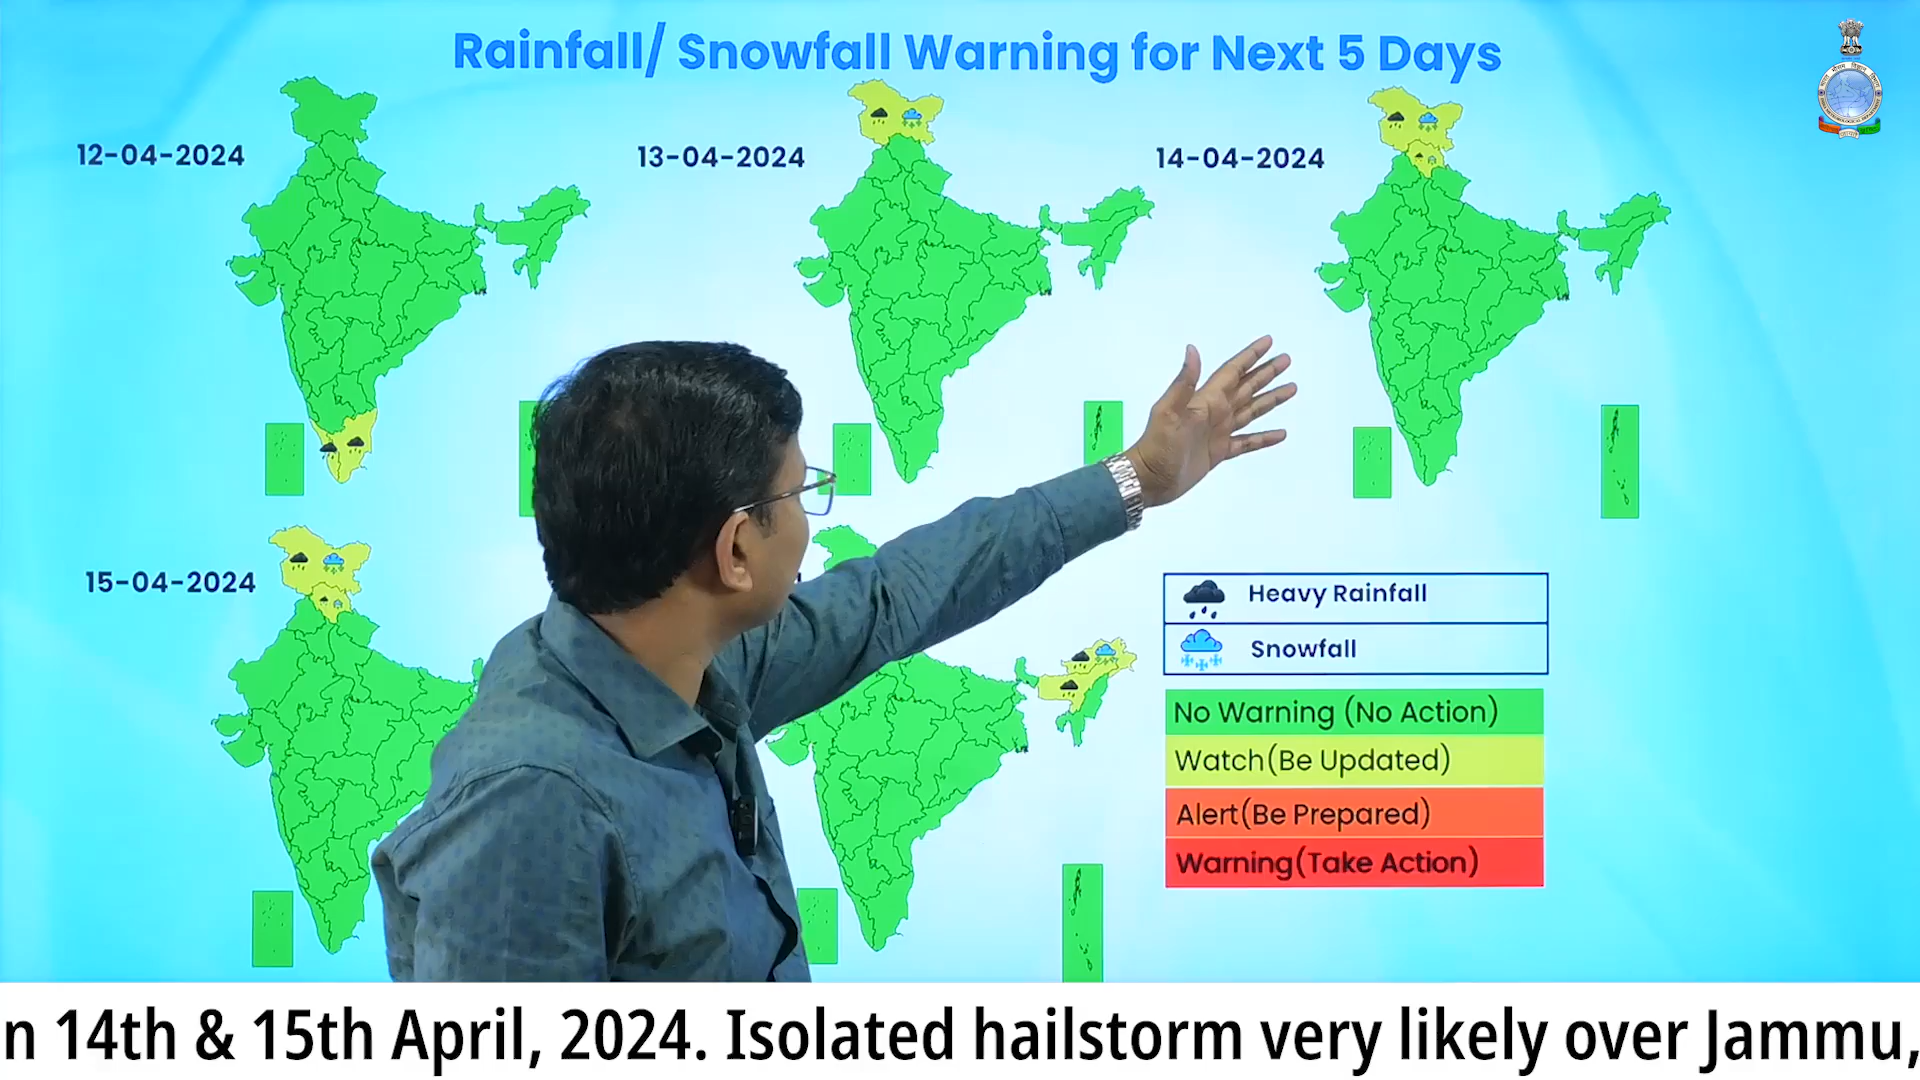 Rainfall/ Snowfall Warning for Next 5 Days
12-04-2024
13-04-2024
14-04-2024
15-04-2024
Heavy Rainfall
Snowfall
No Warning (No Action)
Watch(Be Updated)
Alert(Be Prepared)
Warning(Take Action)
n 14th & 15th April, 2024. Isolated hailstorm very likely over Jammu,